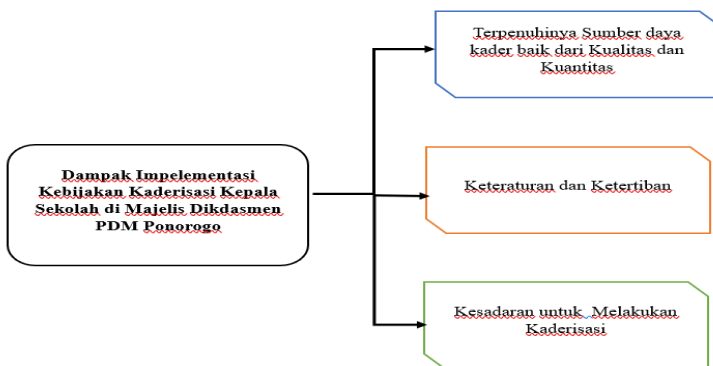 Terpenuhinya Sumber daya
kader baik dari Kualitas dan
Kuantitas
Dampak Impelementasi
Kebijakan Kaderisasi Kepala
Sekolah di Majelis Dikdasmen
PDM Ponorogo
Keteraturan dan Ketertiban
Kesadaran untuk Melakukan
Kaderisasi